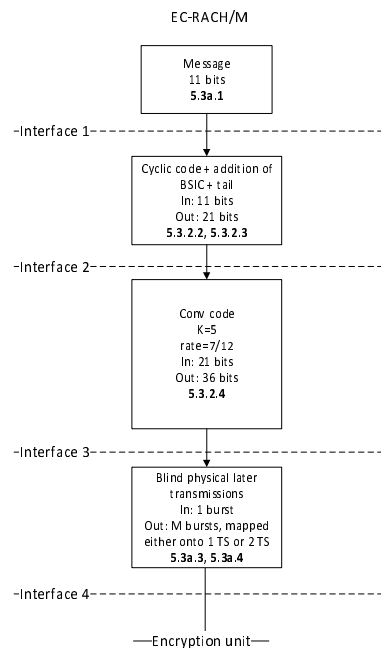 EC-RACH/M
Message
11 bits
5.3a.1
Interface 1
Cyclic code + addition of
BSIC + tail
In: 11 bits
Out: 21 bits
5.3.2.2, 5.3.2.3
Interface 2
Conv code
K=5
rate=7/12
In: 21 bits
Out: 36 bits
5.3.2.4
Interface 3
Blind physical later
transmissions
In: 1 burst
Out: M bursts, mapped
either onto 1 TS or 2 TS
5.3a.3, 5.3a.4
Interface 4
Encryption unit